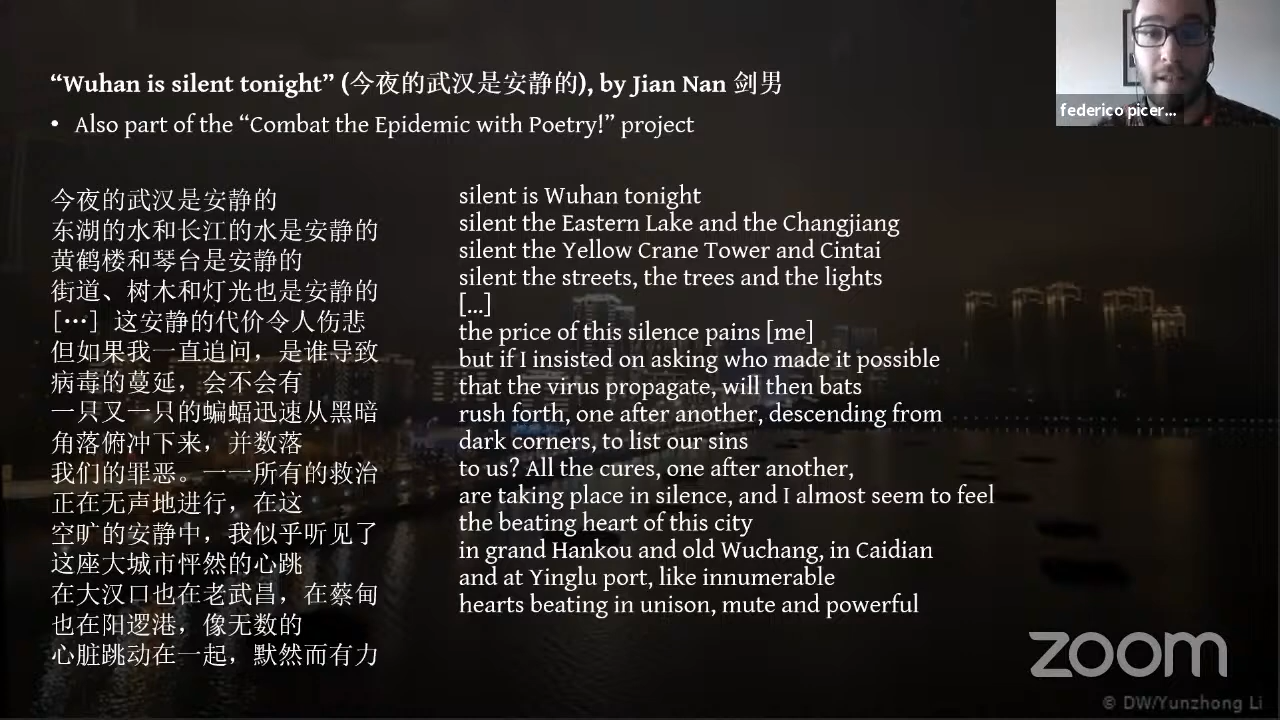 “Wuhan is silent tonight” (今夜的武汉是安静的), by Jian Nan 剑男
• Also part of the “Combat the Epidemic with Poetry!” project
federico picer...
今夜的武汉是安静的
东湖的水和长江的水是安静的
黄鹤楼和琴台是安静的
街道、树木和灯光也是安静的
[…] 这安静的代价令人伤悲
但如果我一直追问，是谁导致
病毒的蔓延，会不会有
一只又一只的蝙蝠迅速从黑暗
角落俯冲下来，并数落
我们的罪恶。一一所有的救治
正在无声地进行，在这
空旷的安静中，我似乎听见了
这座大城市怦然的心跳
在大汉口也在老武昌，在蔡甸
也在阳逻港，像无数的
心脏跳动在一起，默然而有力
silent is Wuhan tonight
silent the Eastern Lake and the Changjiang
silent the Yellow Crane Tower and Cintai
silent the streets, the trees and the lights
[...]
the price of this silence pains [me]
but if I insisted on asking who made it possible
that the virus propagate, will then bats
rush forth, one after another, descending from
dark corners, to list our sins
to us? All the cures, one after another,
are taking place in silence, and I almost seem to feel
the beating heart of this city
in grand Hankou and old Wuchang, in Caidian
and at Yinglu port, like innumerable
hearts beating in unison, mute and powerful
zoom
© DW/Yunzhong Li